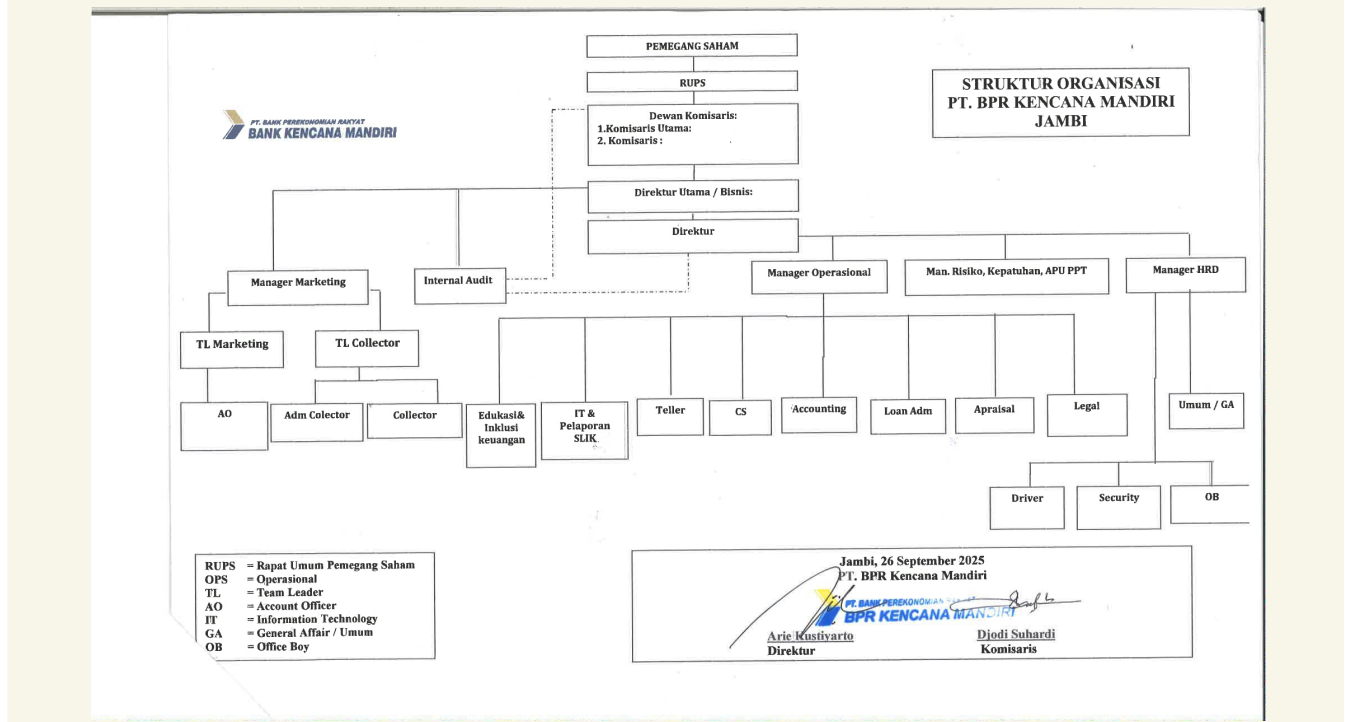 PEMEGANG SAHAM
RUPS
STRUKTUR ORGANISASI
PT. BPR KENCANA MANDIRI
JAMBI
PT. BANK PEREKONOMIAN RAKYAT
BANK KENCANA MANDIRI
Dewan Komisaris:
1.Komisaris Utama:
2. Komisaris :
Direktur Utama / Bisnis:
Direktur
Manager Marketing
Internal Audit
Manager Operasional
Man. Risiko, Kepatuhan, APU PPT
Manager HRD
TL Marketing
TL Collector
AO
Adm Colector
Collector
Edukasi&
Inklusi
keuangan
IT &
Pelaporan
SLIK
Teller
CS
Accounting
Loan Adm
Apraisal
Legal
Umum / GA
Driver
Security
OB
RUPS = Rapat Umum Pemegang Saham
OPS = Operasional
TL = Team Leader
AO = Account Officer
IT = Information Technology
GA = General Affair / Umum
OB = Office Boy
Jambi, 26 September 2025
PT. BPR Kencana Mandiri
PT. BANK PEREKONOMIAN
BPR KENCANA MANDIRI
Arie Kustiyarto
Direktur
Djodi Suhardi
Komisaris